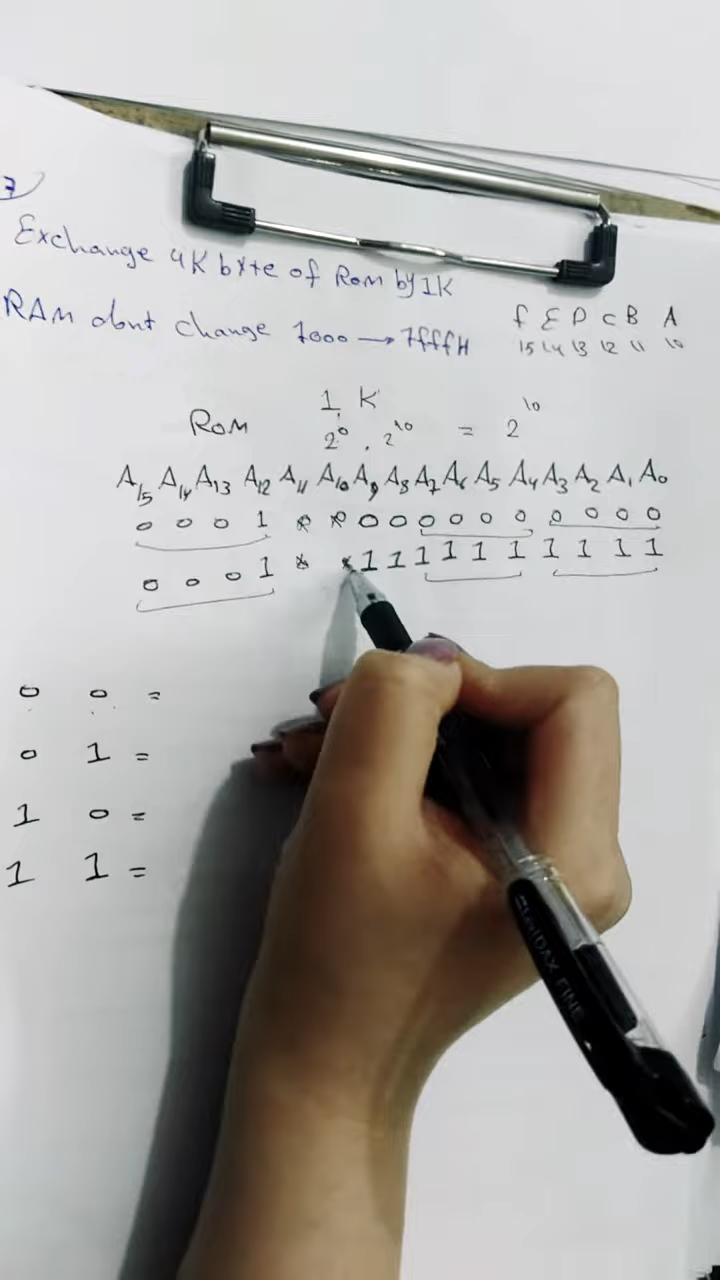 7
Exchange 4K byte of Rom by 1K
RAM dont change 1000 → 7fffH
f E D C B A
15 14 13 12 11 10
1 K
Rom 2⁰ . 2¹⁰ = 2¹⁰
A15 A14 A13 A12 A11 A10 A9 A8 A7 A6 A5 A4 A3 A2 A1 A0
0 0 0 1 * * 0 0 0 0 0 0 0 0 0 0
0 0 0 1 * * 1 1 1 1 1 1 1 1 1 1
0 0 =
0 1 =
1 0 =
1 1 =